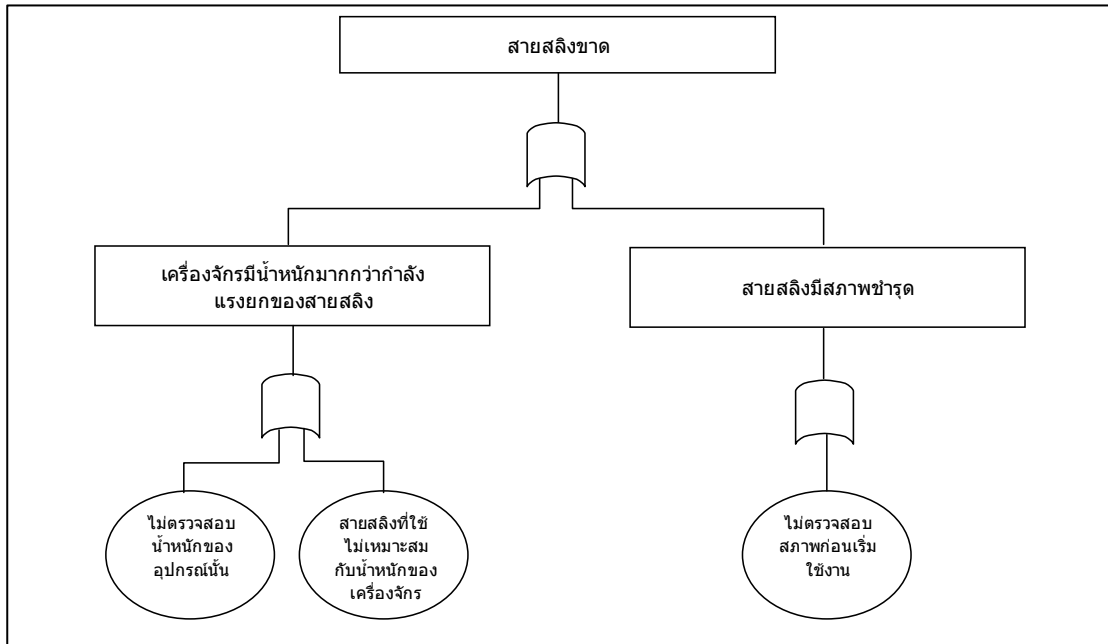 สายสลิงขาด
เครื่องจักรมีน้ำหนักมากกว่ากำลัง
แรงยกของสายสลิง
สายสลิงมีสภาพชำรุด
ไม่ตรวจสอบ
น้ำหนักของ
อุปกรณ์นั้น
สายสลิงที่ใช้
ไม่เหมาะสม
กับน้ำหนักของ
เครื่องจักร
ไม่ตรวจสอบ
สภาพก่อนเริ่ม
ใช้งาน